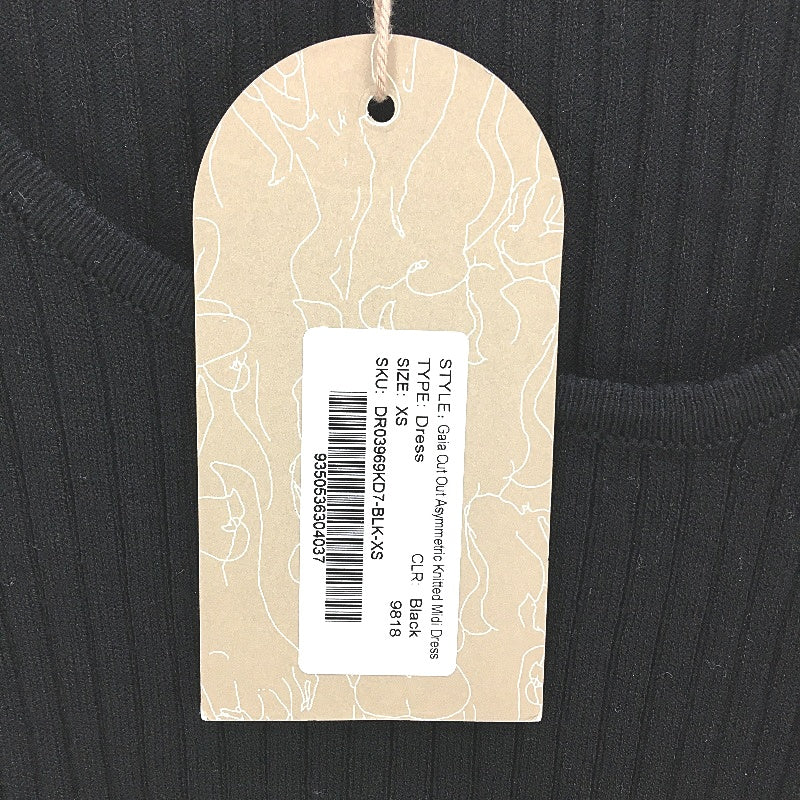 STYLE: Gaia Cut Out Asymmetric Knitted Midi Dress
TYPE: Dress CLR: Black
SIZE: XS 9818
SKU: DR03969KD7-BLK-XS
9350536304037